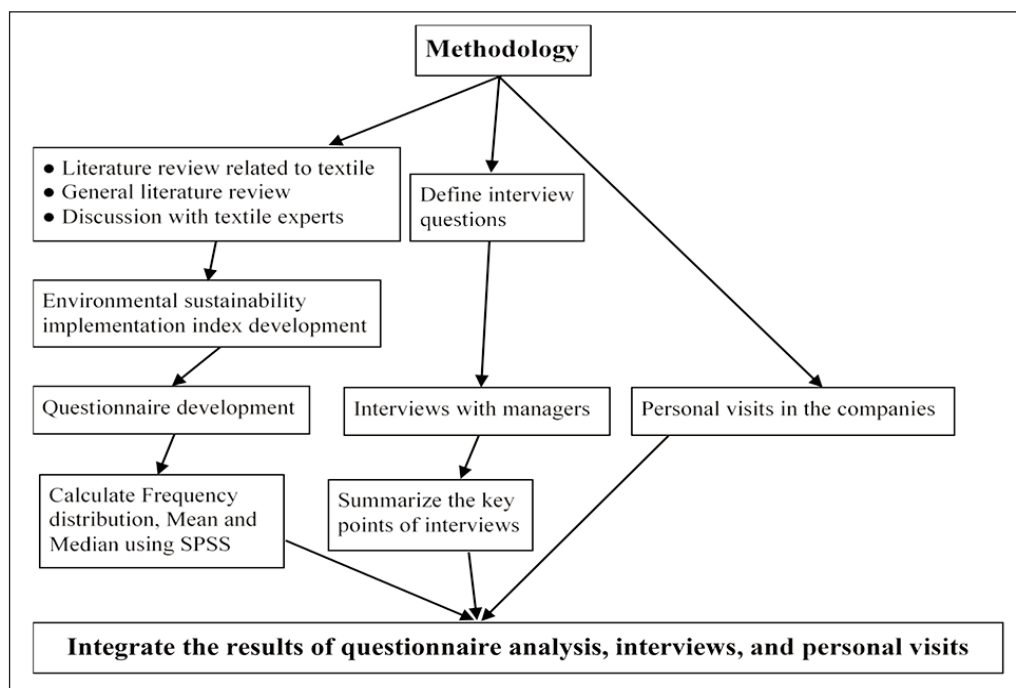 Methodology
● Literature review related to textile
● General literature review
● Discussion with textile experts
Define interview
questions
Environmental sustainability
implementation index development
Questionnaire development
Interviews with managers
Personal visits in the companies
Calculate Frequency
distribution, Mean and
Median using SPSS
Summarize the key
points of interviews
Integrate the results of questionnaire analysis, interviews, and personal visits